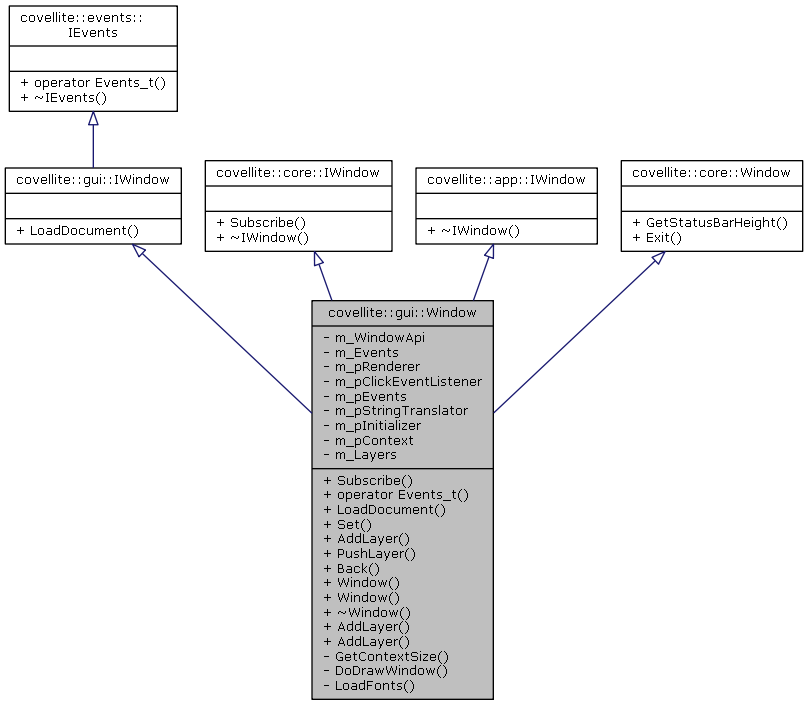 covellite::events::
IEvents
+ operator Events_t()
+ ~IEvents()
covellite::gui::IWindow
+ LoadDocument()
covellite::core::IWindow
+ Subscribe()
+ ~IWindow()
covellite::app::IWindow
+ ~IWindow()
covellite::core::Window
+ GetStatusBarHeight()
+ Exit()
covellite::gui::Window
- m_WindowApi
- m_Events
- m_pRenderer
- m_pClickEventListener
- m_pEvents
- m_pStringTranslator
- m_pInitializer
- m_pContext
- m_Layers
+ Subscribe()
+ operator Events_t()
+ LoadDocument()
+ Set()
+ AddLayer()
+ PushLayer()
+ Back()
+ Window()
+ Window()
+ ~Window()
+ AddLayer()
+ AddLayer()
- GetContextSize()
- DoDrawWindow()
- LoadFonts()